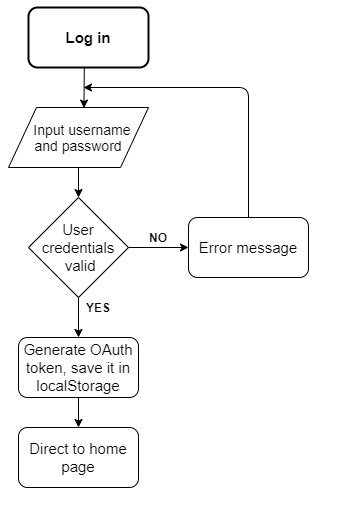 Log in
Input username
and password
User
credentials
valid
NO
Error message
YES
Generate OAuth
token, save it in
localStorage
Direct to home
page